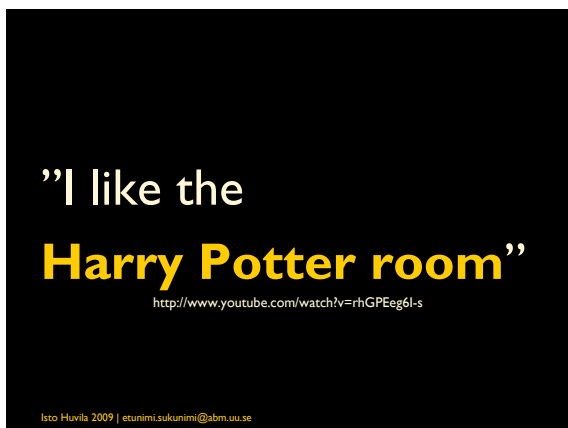 ”I like the
Harry Potter room”
http://www.youtube.com/watch?v=rhGPEeg6I-s
Isto Huvila 2009 | etunimi.sukunimi@abm.uu.se